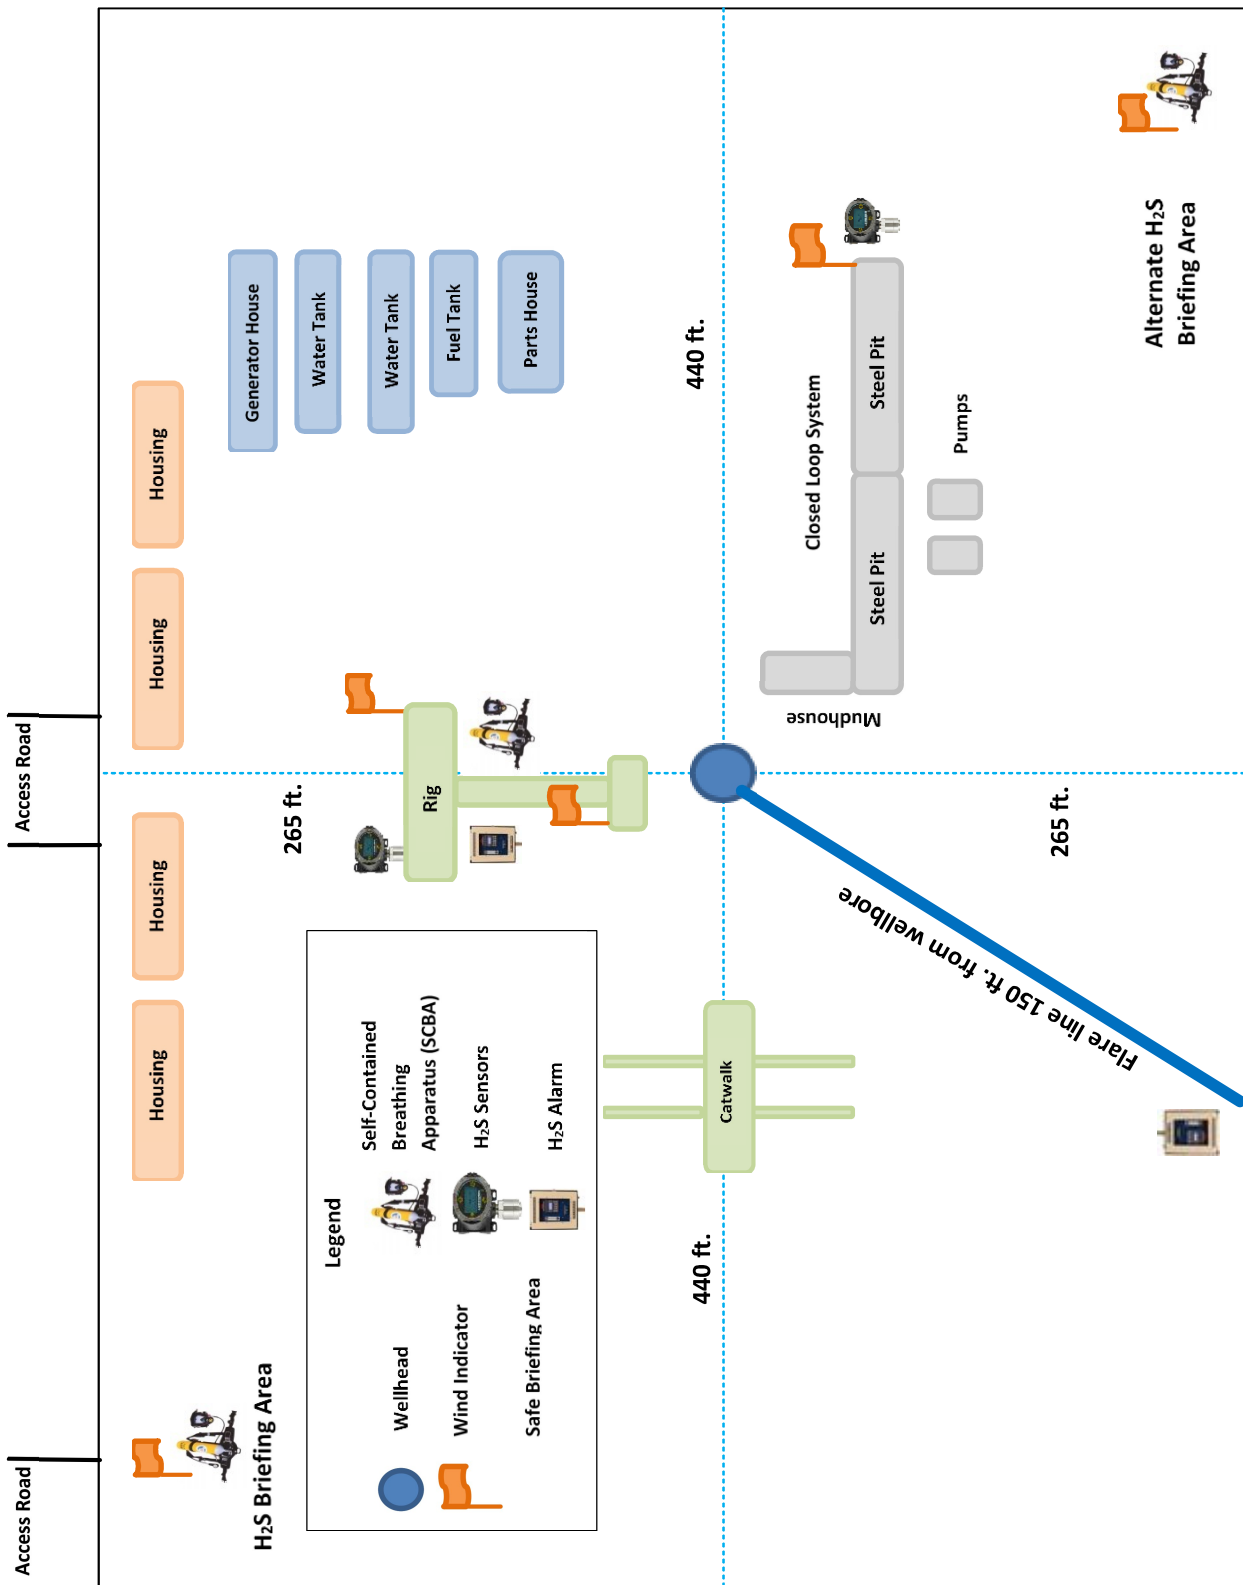 Access Road
Access Road
Housing
Housing
Housing
Housing
H₂S Briefing Area
265 ft.
Generator House
Water Tank
Water Tank
Fuel Tank
Parts House
Rig
Legend
Wellhead
Wind Indicator
Safe Briefing Area
Self-Contained
Breathing
Apparatus (SCBA)
H₂S Sensors
H₂S Alarm
440 ft.
440 ft.
Catwalk
Mudhouse
Closed Loop System
Steel Pit
Steel Pit
Pumps
Flare line 150 ft. from wellbore
265 ft.
Alternate H₂S
Briefing Area